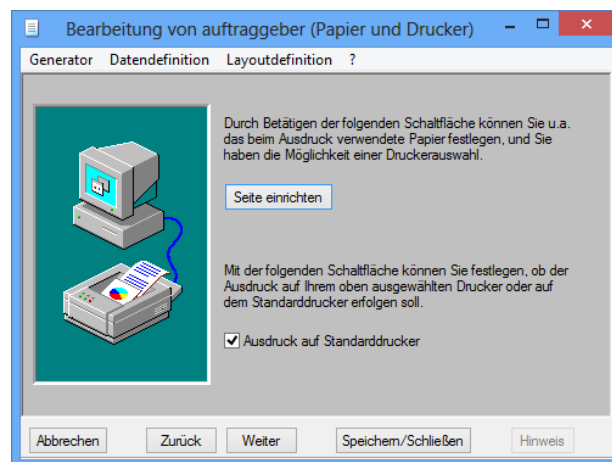 Bearbeitung von auftraggeber (Papier und Drucker)
Generator Datendefinition Layoutdefinition ?
Durch Betätigen der folgenden Schaltfläche können Sie u.a.
das beim Ausdruck verwendete Papier festlegen, und Sie
haben die Möglichkeit einer Druckerauswahl.
Seite einrichten
Mit der folgenden Schaltfläche können Sie festlegen, ob der
Ausdruck auf Ihrem oben ausgewählten Drucker oder auf
dem Standarddrucker erfolgen soll.
Ausdruck auf Standarddrucker
Abbrechen Zurück Weiter Speichern/Schließen Hinweis